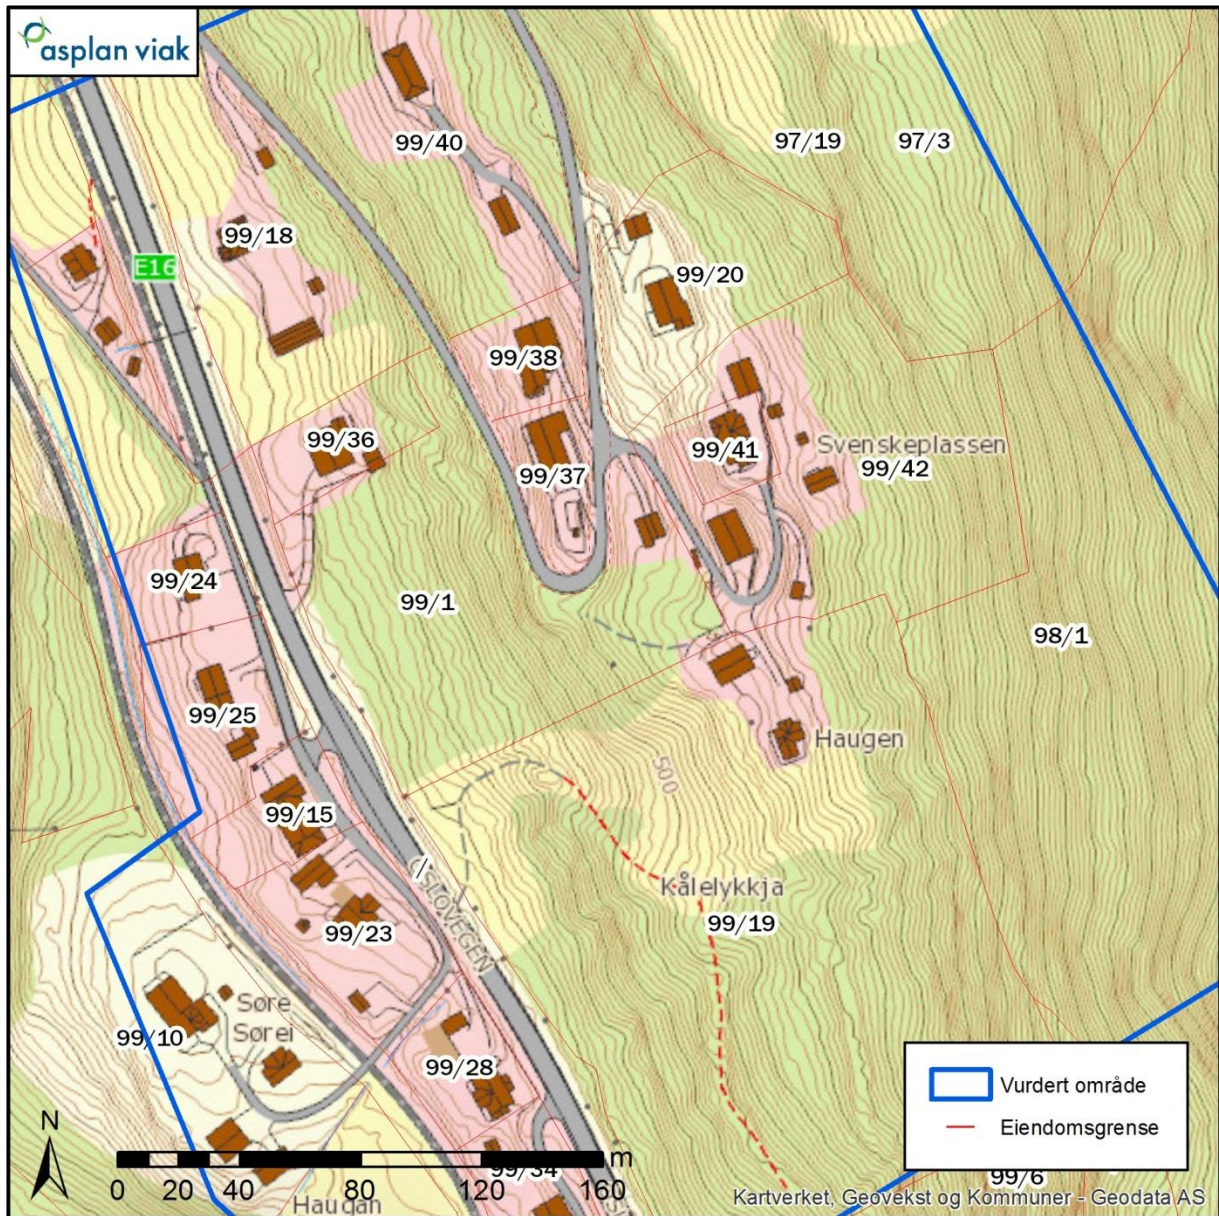 asplan viak
99/40
97/19
97/3
99/18
E16
99/20
99/38
99/36
99/41
Svenskeplassen
99/42
99/37
99/24
99/1
98/1
99/25
Haugen
500
99/15
OSLOVEGEN
Kålelykkja
99/19
99/23
Søre
Sørei
99/10
99/28
Vurdert område
Eiendomsgrense
N
m
99/34
99/6
0 20 40 80 120 160
Kartverket, Geovekst og Kommuner - Geodata AS
Haugan